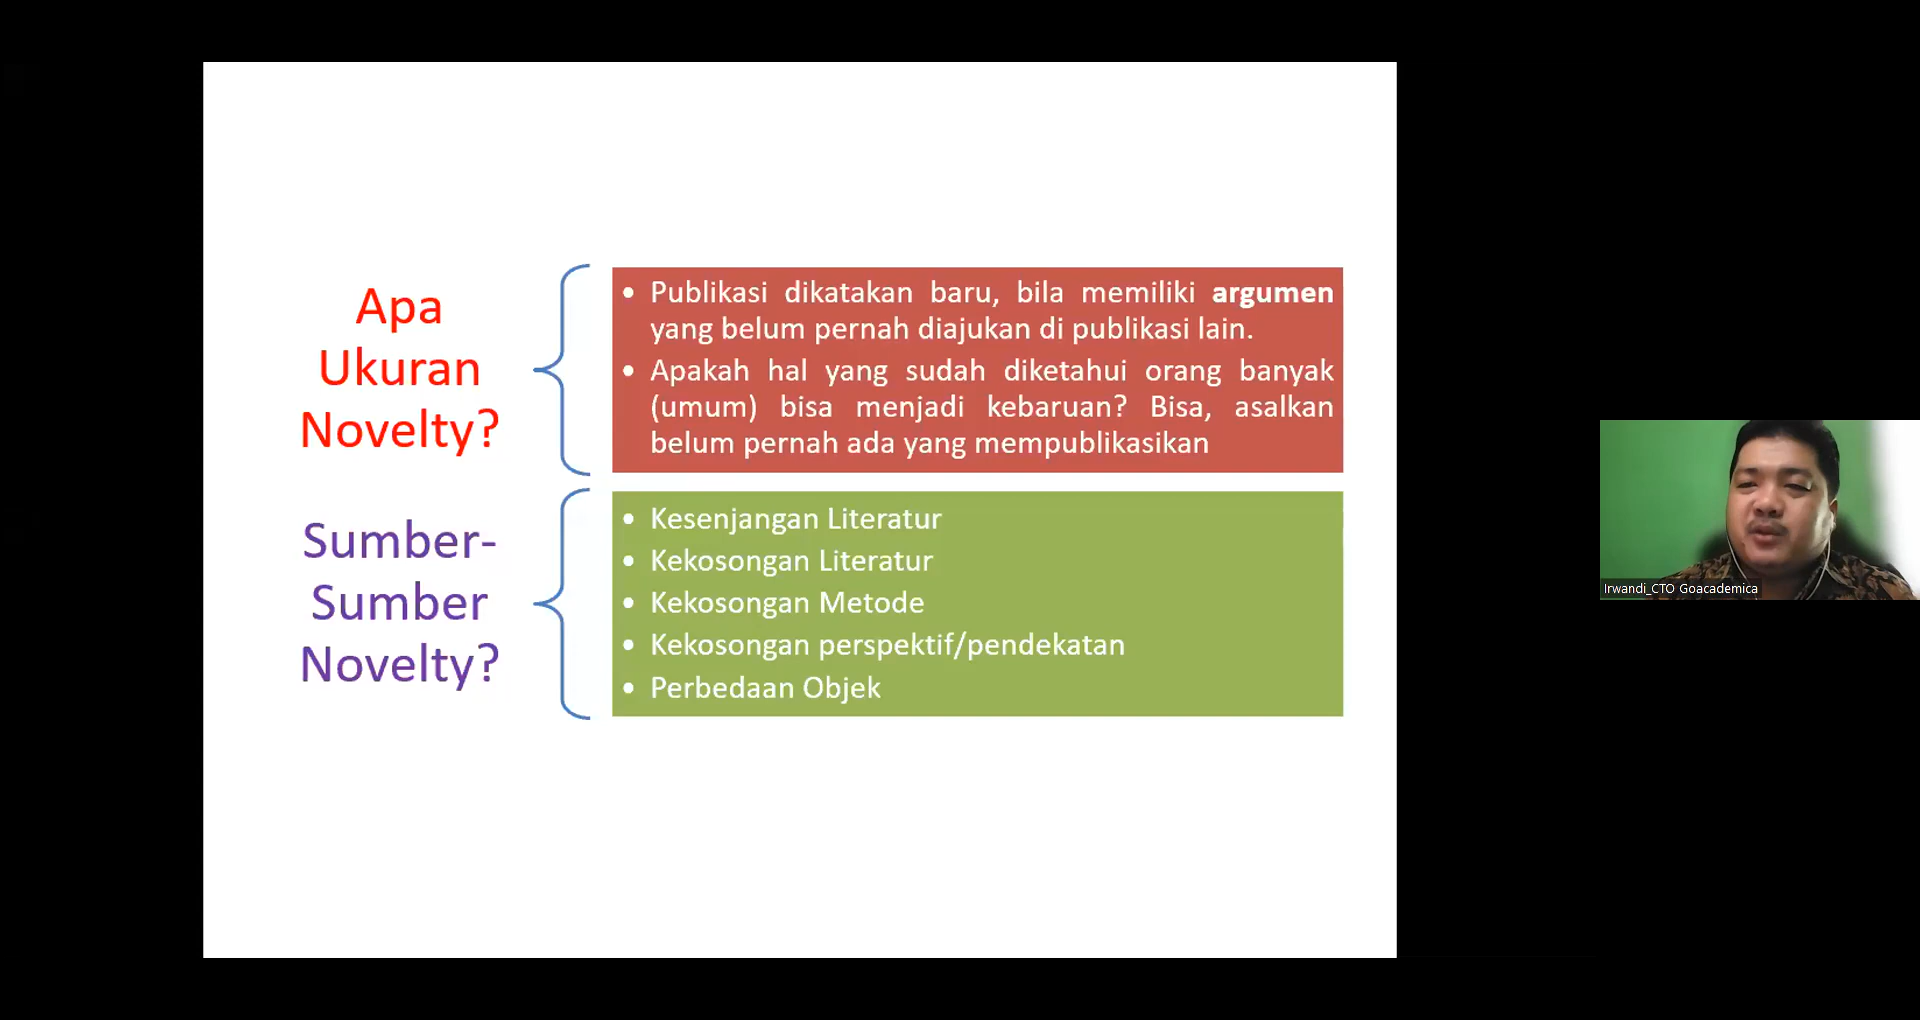 Apa
Ukuran
Novelty?
• Publikasi dikatakan baru, bila memiliki argumen
yang belum pernah diajukan di publikasi lain.
• Apakah hal yang sudah diketahui orang banyak
(umum) bisa menjadi kebaruan? Bisa, asalkan
belum pernah ada yang mempublikasikan
Sumber-
Sumber
Novelty?
• Kesenjangan Literatur
• Kekosongan Literatur
• Kekosongan Metode
• Kekosongan perspektif/pendekatan
• Perbedaan Objek
Irwandi_CTO Goacademica